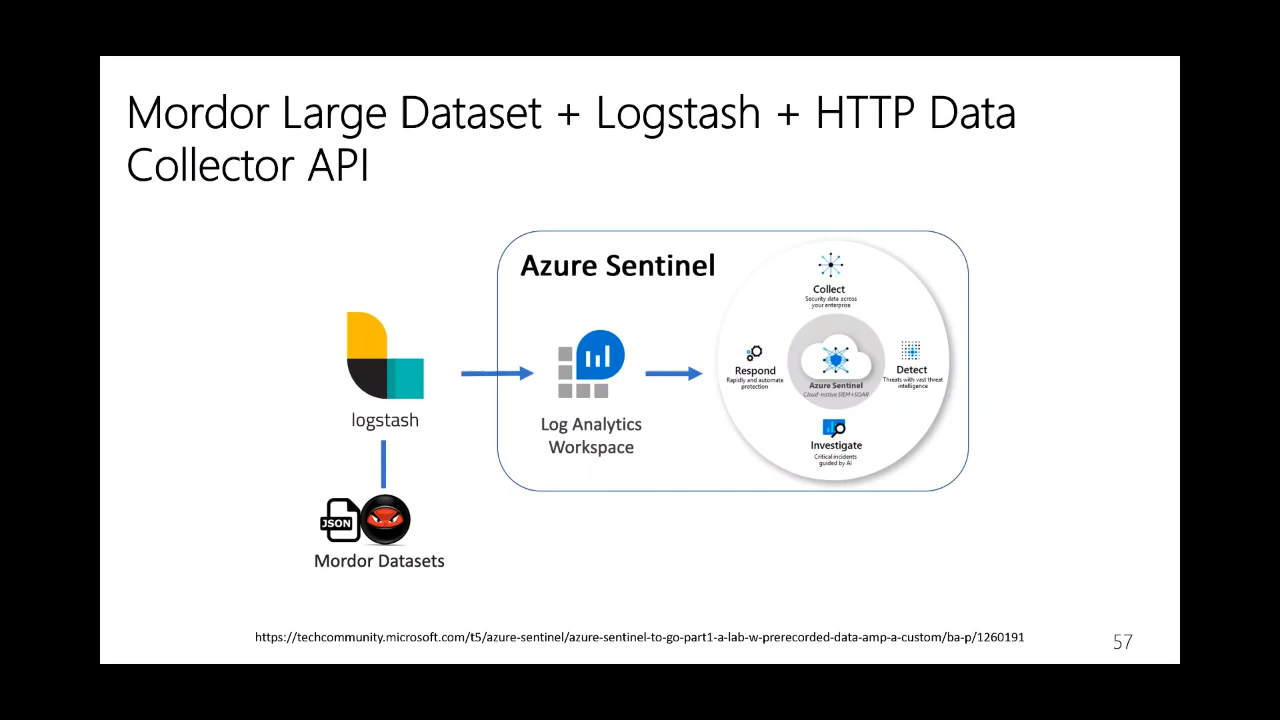 Mordor Large Dataset + Logstash + HTTP Data
Collector API
Azure Sentinel
logstash
JSON
Mordor Datasets
Log Analytics
Workspace
Collect
Security data across
your enterprise
Respond
Rapidly and automate
protection
Azure Sentinel
Cloud-native SIEM+SOAR
Detect
Threats with vast threat
intelligence
Investigate
Critical incidents
guided by AI
https://techcommunity.microsoft.com/t5/azure-sentinel/azure-sentinel-to-go-part1-a-lab-w-prerecorded-data-amp-a-custom/ba-p/1260191
57